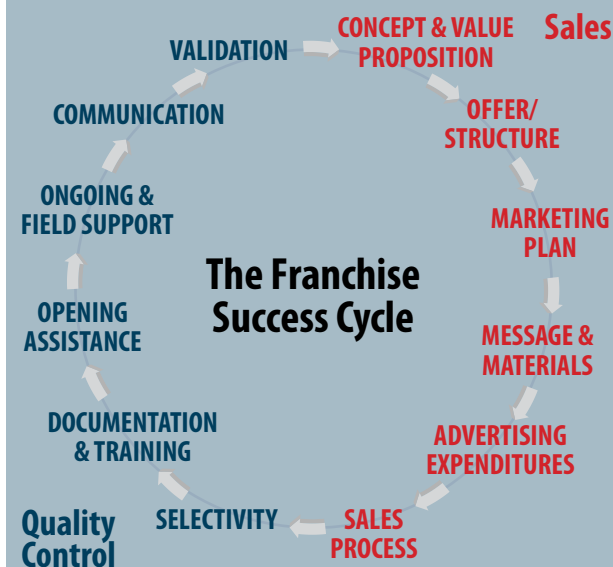 Sales
CONCEPT & VALUE
PROPOSITION
OFFER/
STRUCTURE
MARKETING
PLAN
MESSAGE &
MATERIALS
ADVERTISING
EXPENDITURES
SALES
PROCESS
SELECTIVITY
DOCUMENTATION
& TRAINING
OPENING
ASSISTANCE
ONGOING &
FIELD SUPPORT
COMMUNICATION
VALIDATION
The Franchise
Success Cycle
Quality
Control